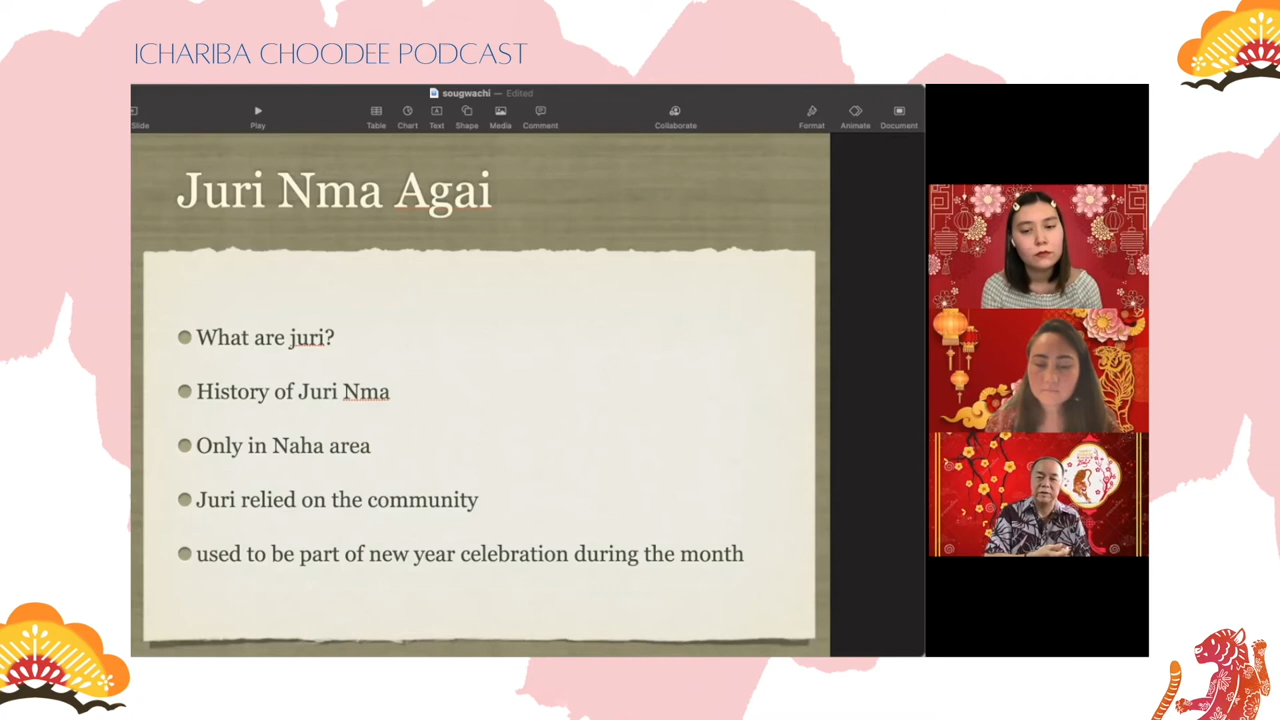 ICHARIBA CHOODEE PODCAST
sougwachi — Edited
Slide Play Table Chart Text Shape Media Comment Collaborate Format Animate Document
Juri Nma Agai
What are juri?
History of Juri Nma
Only in Naha area
Juri relied on the community
used to be part of new year celebration during the month